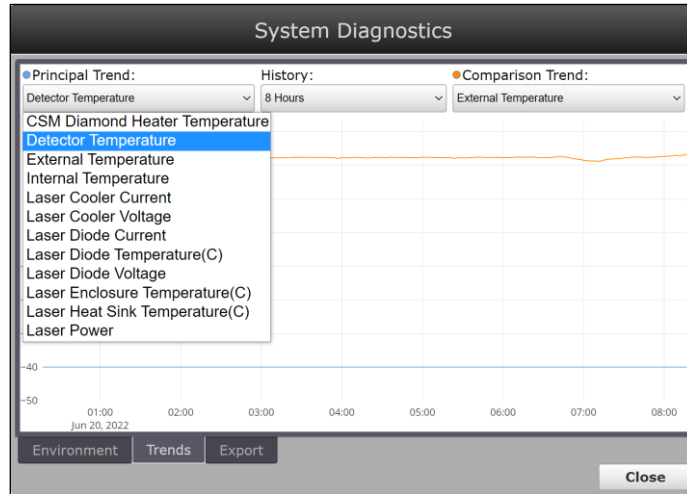 System Diagnostics
Principal Trend:
History:
Comparison Trend:
Detector Temperature
8 Hours
External Temperature
CSM Diamond Heater Temperature
Detector Temperature
External Temperature
Internal Temperature
Laser Cooler Current
Laser Cooler Voltage
Laser Diode Current
Laser Diode Temperature(C)
Laser Diode Voltage
Laser Enclosure Temperature(C)
Laser Heat Sink Temperature(C)
Laser Power
−40
−50
01:00 02:00 03:00 04:00 05:00 06:00 07:00 08:00
Jun 20, 2022
Environment Trends Export
Close